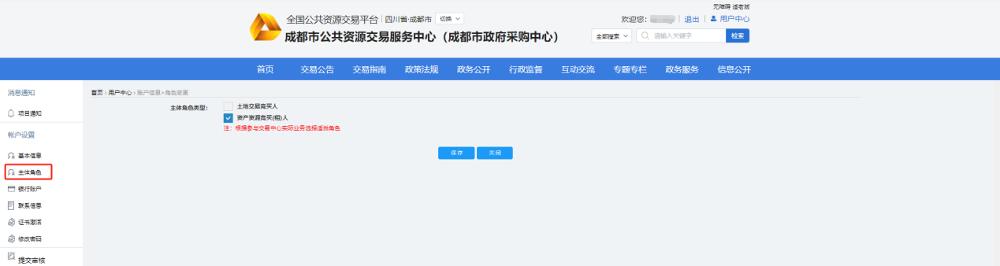 无障碍 适老版
全国公共资源交易平台 四川省·成都市 切换
欢迎您: 退出 用户中心
成都市公共资源交易服务中心（成都市政府采购中心）
全部搜索 请输入关键字 检索
首页 交易公告 交易指南 政策法规 政务公开 行政监督 互动交流 专题专栏 政务服务 信息公开
消息通知
项目通知
帐户设置
基本信息
主体角色
银行账户
联系信息
证书激活
修改密码
提交审核
首页 > 用户中心 > 账户信息> 角色变更
主体角色类型: 土地交易竞买人
资产资源竞买(租)人
注：根据参与交易中心实际业务选择适当角色
保存 关闭